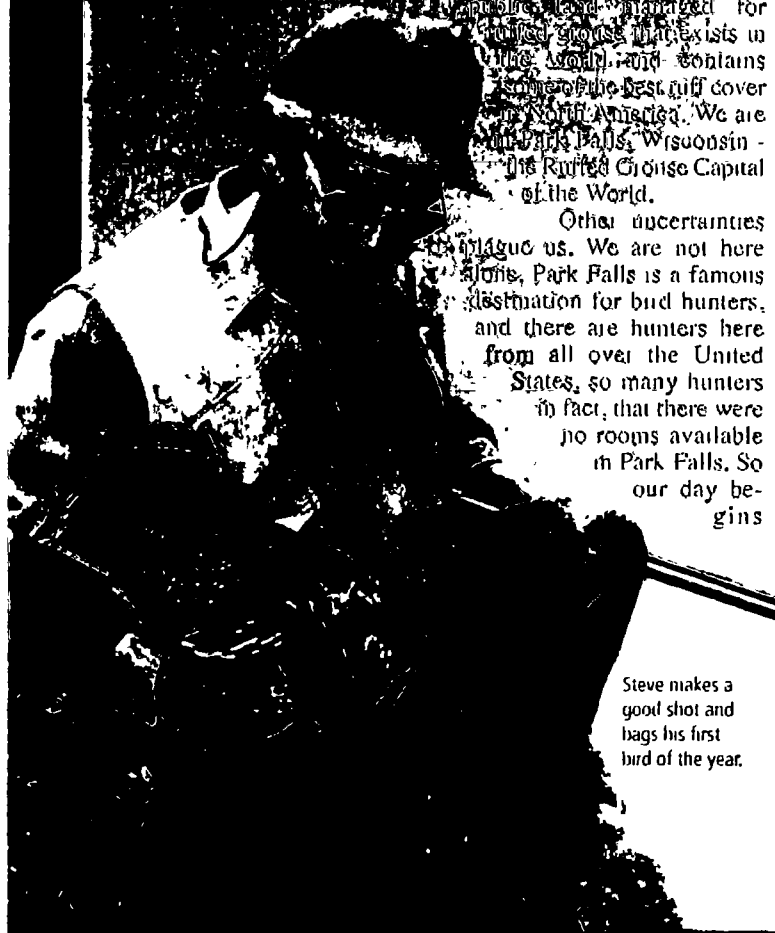 public land managed for
ruffed grouse that exists in
the world and contains
some of the best ruff cover
in North America. We are
in Park Falls, Wisconsin -
the Ruffed Grouse Capital
of the World.
Other uncertainties
plague us. We are not here
alone, Park Falls is a famous
destination for bird hunters,
and there are hunters here
from all over the United
States, so many hunters
in fact, that there were
no rooms available
in Park Falls. So
our day be-
gins
Steve makes a
good shot and
bags his first
bird of the year.